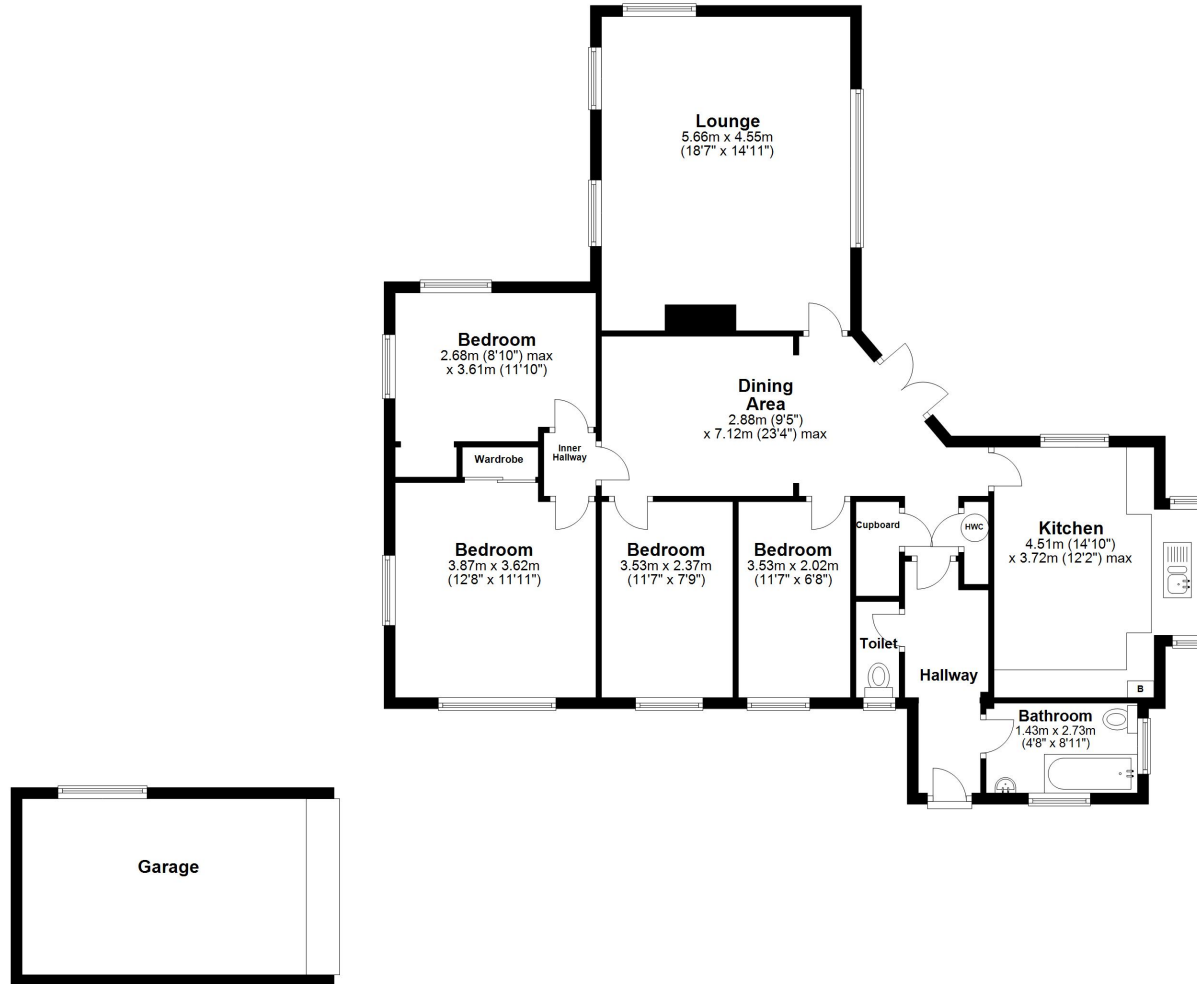 Lounge
5.66m x 4.55m
(18'7" x 14'11")
Bedroom
2.68m (8'10") max
x 3.61m (11'10")
Dining
Area
2.88m (9'5")
x 7.12m (23'4") max
Inner
Hallway
Wardrobe
Bedroom
3.87m x 3.62m
(12'8" x 11'11")
Bedroom
3.53m x 2.37m
(11'7" x 7'9")
Bedroom
3.53m x 2.02m
(11'7" x 6'8")
Cupboard
HWC
Kitchen
4.51m (14'10")
x 3.72m (12'2") max
Toilet
Hallway
B
Bathroom
1.43m x 2.73m
(4'8" x 8'11")
Garage